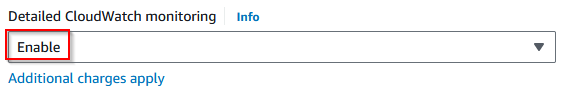 Detailed CloudWatch monitoring Info
Enable
Additional charges apply